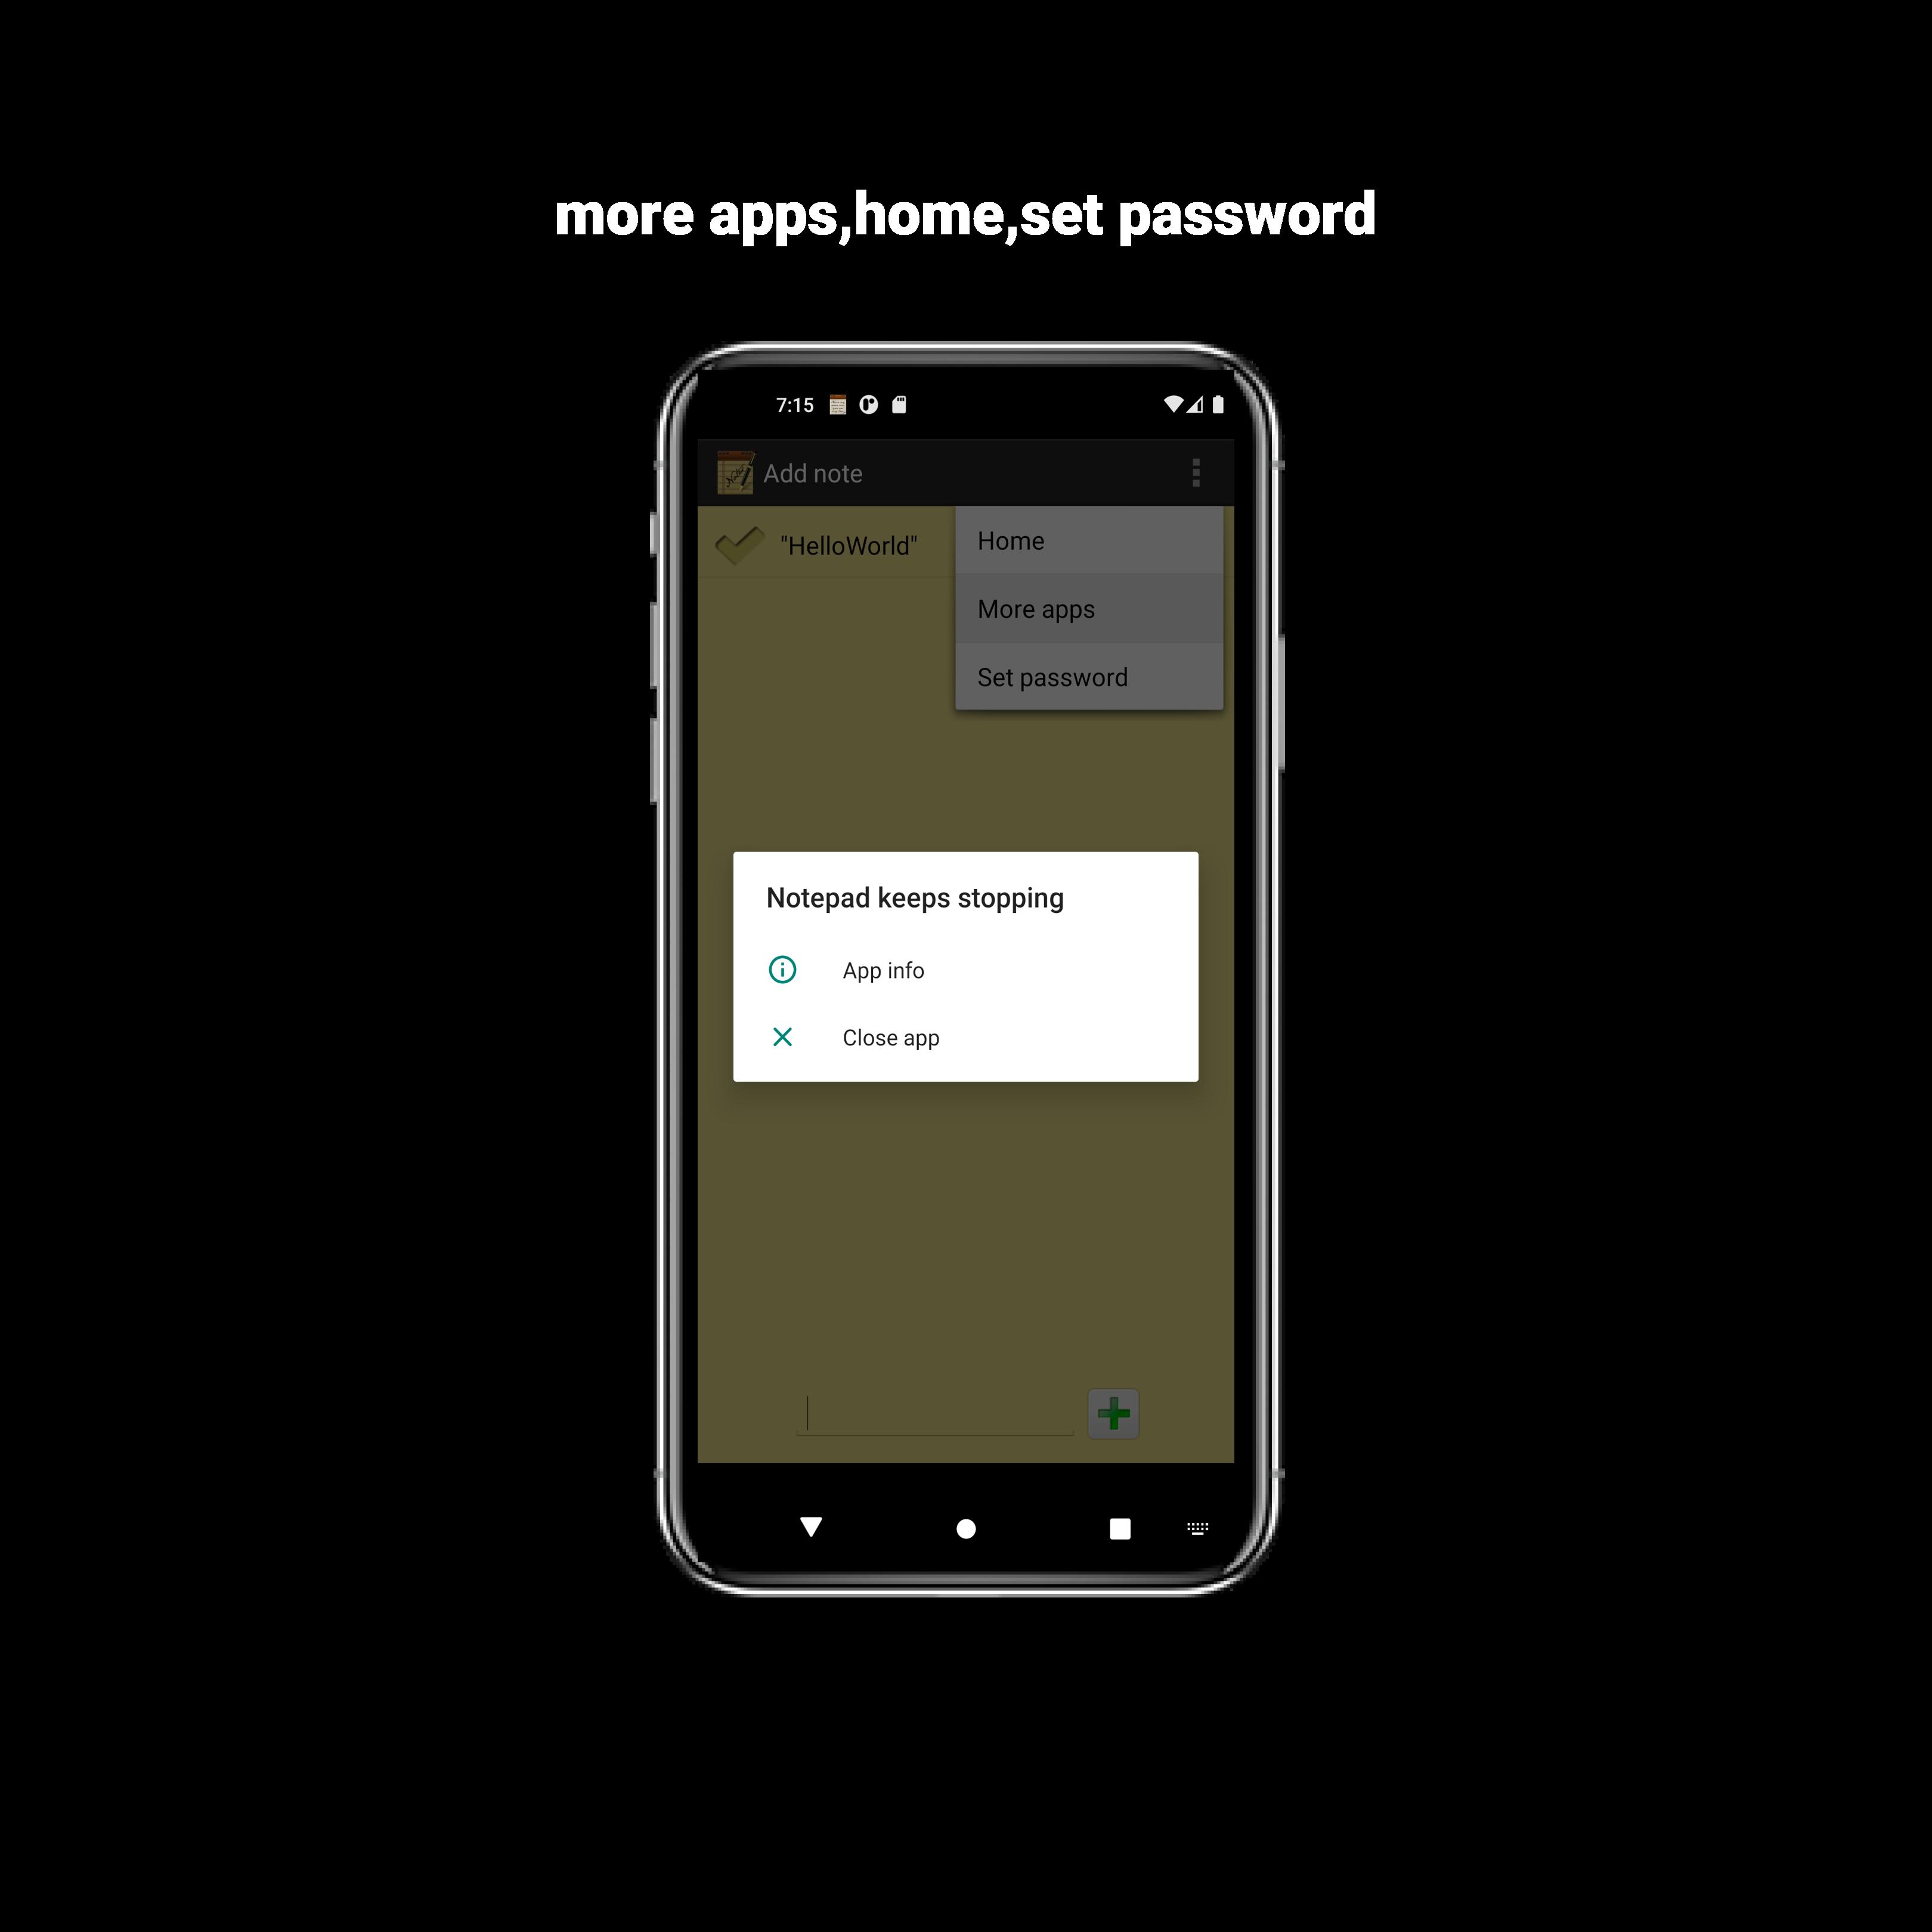 more apps,home,set password
7:15
Add note
"HelloWorld"
Home
More apps
Set password
Notepad keeps stopping
App info
Close app